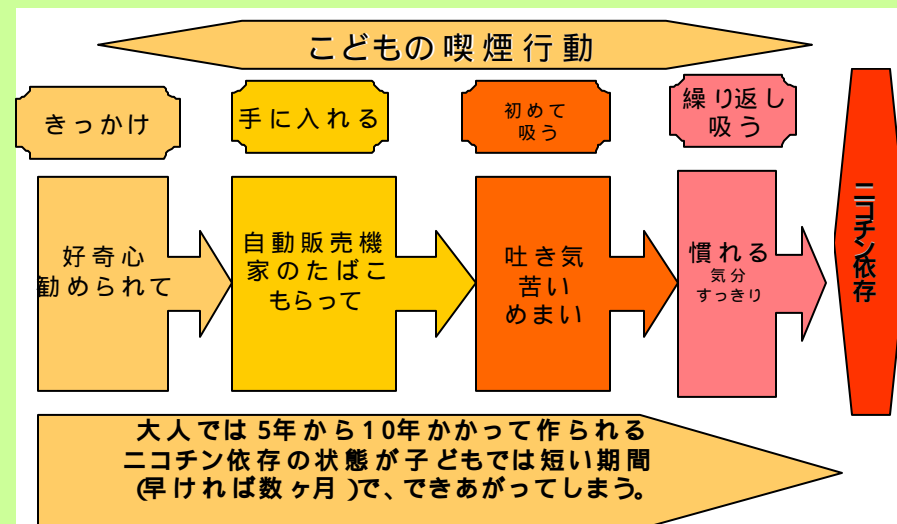 こどもの喫煙行動
きっかけ
手に入れる
初めて
吸う
繰り返し
吸う
好奇心
勧められて
自動販売機
家のたばこ
もらって
吐き気
苦い
めまい
慣れる
気分
すっきり
ニコチン依存
大人では5年から10年かかって作られる
ニコチン依存の状態が子どもでは短い期間
(早ければ数ヶ月)で、できあがってしまう。